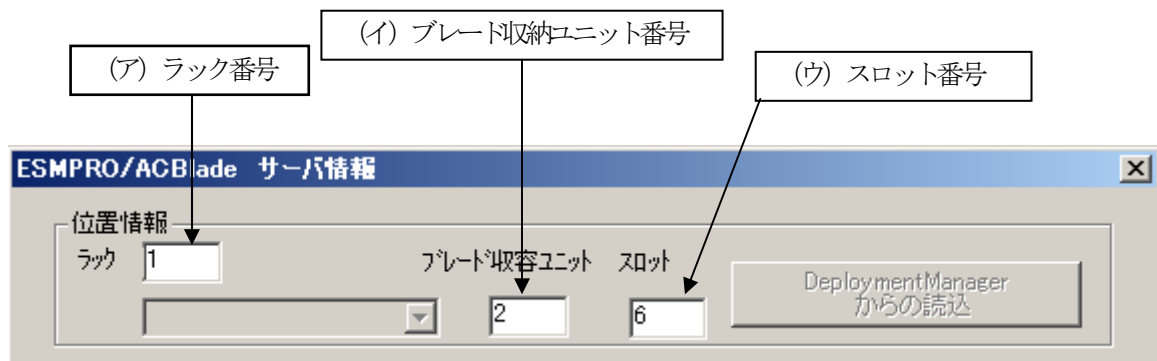 (イ) ブレード収納ユニット番号
(ア) ラック番号
(ウ) スロット番号
ESMPRO/ACBlade サーバ情報
位置情報
ラック 1
ブレード収容ユニット スロット
2 6
DeploymentManager
からの読込